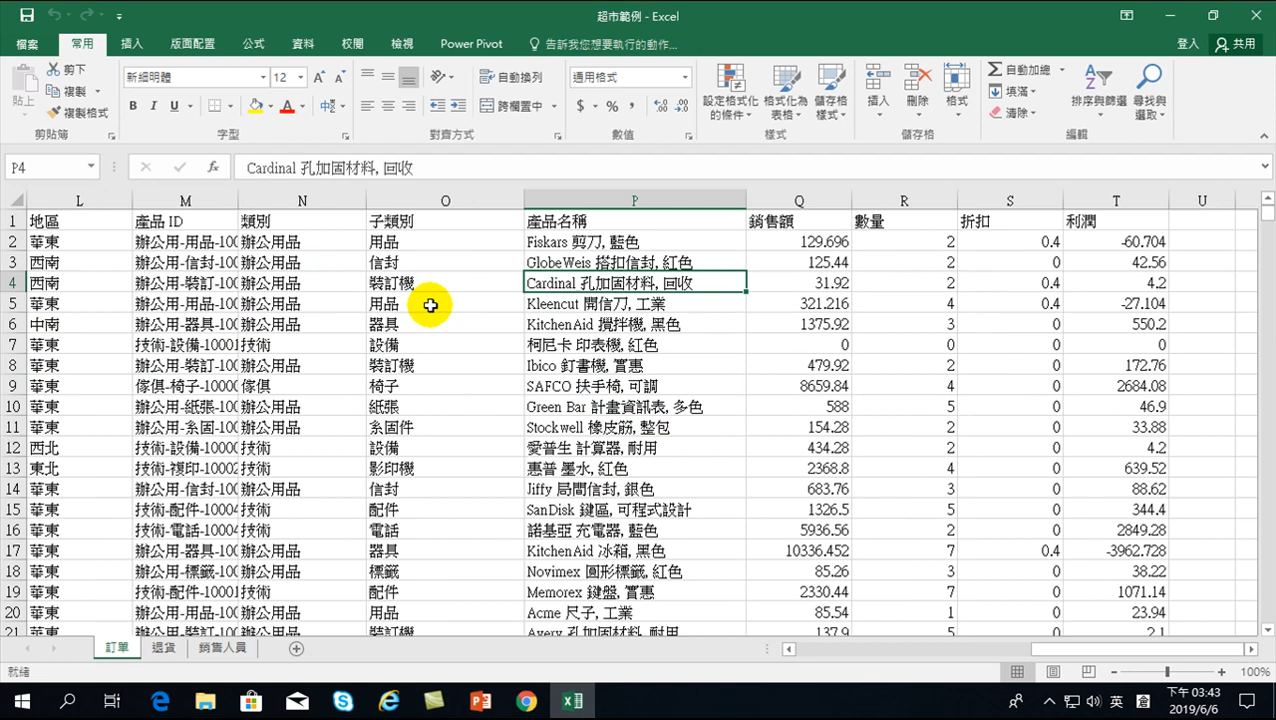 超市範例 - Excel
檔案 常用 插入 版面配置 公式 資料 校閱 檢視 Power Pivot 告訴我您想要執行的動作... 登入 共用
貼上 剪下 複製 複製格式 剪貼簿
新細明體 12 A A B I U A 中 字型
自動換列 跨欄置中 對齊方式
通用格式 $ % , 數值
設定格式化的條件 格式化為表格 儲存格樣式 樣式
插入 刪除 格式 儲存格
自動加總 填滿 清除 排序與篩選 尋找與選取 編輯
P4 fx Cardinal 孔加固材料, 回收
L M N O P Q R S T U
1 地區 產品 ID 類別 子類別 產品名稱 銷售額 數量 折扣 利潤
2 華東 辦公用-用品-100 辦公用品 用品 Fiskars 剪刀, 藍色 129.696 2 0.4 -60.704
3 西南 辦公用-信封-100 辦公用品 信封 GlobeWeis 搭扣信封, 紅色 125.44 2 0 42.56
4 西南 辦公用-裝訂-100 辦公用品 裝訂機 Cardinal 孔加固材料, 回收 31.92 2 0.4 4.2
5 華東 辦公用-用品-100 辦公用品 用品 Kleencut 開信刀, 工業 321.216 4 0.4 -27.104
6 中南 辦公用-器具-100 辦公用品 器具 KitchenAid 攪拌機, 黑色 1375.92 3 0 550.2
7 技術-設備-10001 技術 設備 柯尼卡 印表機, 紅色 0 0 0 0
8 華東 辦公用-裝訂-100 辦公用品 裝訂機 Ibico 釘書機, 實惠 479.92 2 0 172.76
9 華東 傢俱-椅子-10000 傢俱 椅子 SAFCO 扶手椅, 可調 8659.84 4 0 2684.08
10 華東 辦公用-紙張-100 辦公用品 紙張 Green Bar 計畫資訊表, 多色 588 5 0 46.9
11 華東 辦公用-系固-100 辦公用品 系固件 Stockwell 橡皮筋, 整包 154.28 2 0 33.88
12 西北 技術-設備-10001 技術 設備 愛普生 計算器, 耐用 434.28 2 0 4.2
13 東北 技術-複印-10002 技術 影印機 惠普 墨水, 紅色 2368.8 4 0 639.52
14 華東 辦公用-信封-100 辦公用品 信封 Jiffy 局間信封, 銀色 683.76 3 0 88.62
15 華東 技術-配件-10004 技術 配件 SanDisk 鍵區, 可程式設計 1326.5 5 0 344.4
16 華東 技術-電話-10004 技術 電話 諾基亞 充電器, 藍色 5936.56 2 0 2849.28
17 華東 辦公用-器具-100 辦公用品 器具 KitchenAid 冰箱, 黑色 10336.452 7 0.4 -3962.728
18 華東 辦公用-標籤-100 辦公用品 標籤 Novimex 圓形標籤, 紅色 85.26 3 0 38.22
19 華東 技術-配件-10001 技術 配件 Memorex 鍵盤, 實惠 2330.44 7 0 1071.14
20 華東 辦公用-用品-100 辦公用品 用品 Acme 尺子, 工業 85.54 1 0 23.94
21 華東 辦公用-裝訂-100 辦公用品 裝訂機 Avery 孔加固材料, 耐用 137.9 5 0 2.1
訂單 退貨 銷售人員
就緒 100%
英 下午 03:43
2019/6/6